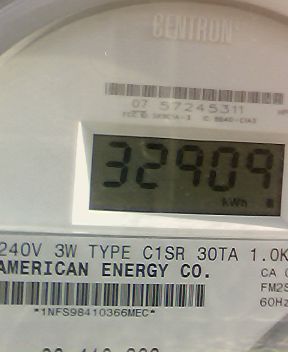 CENTRON
07 57245311
32909
kWh
240V 3W TYPE C1SR 30TA 1.0K
AMERICAN ENERGY CO.
CA
FM2S
60Hz
*1NFS98410366MEC*